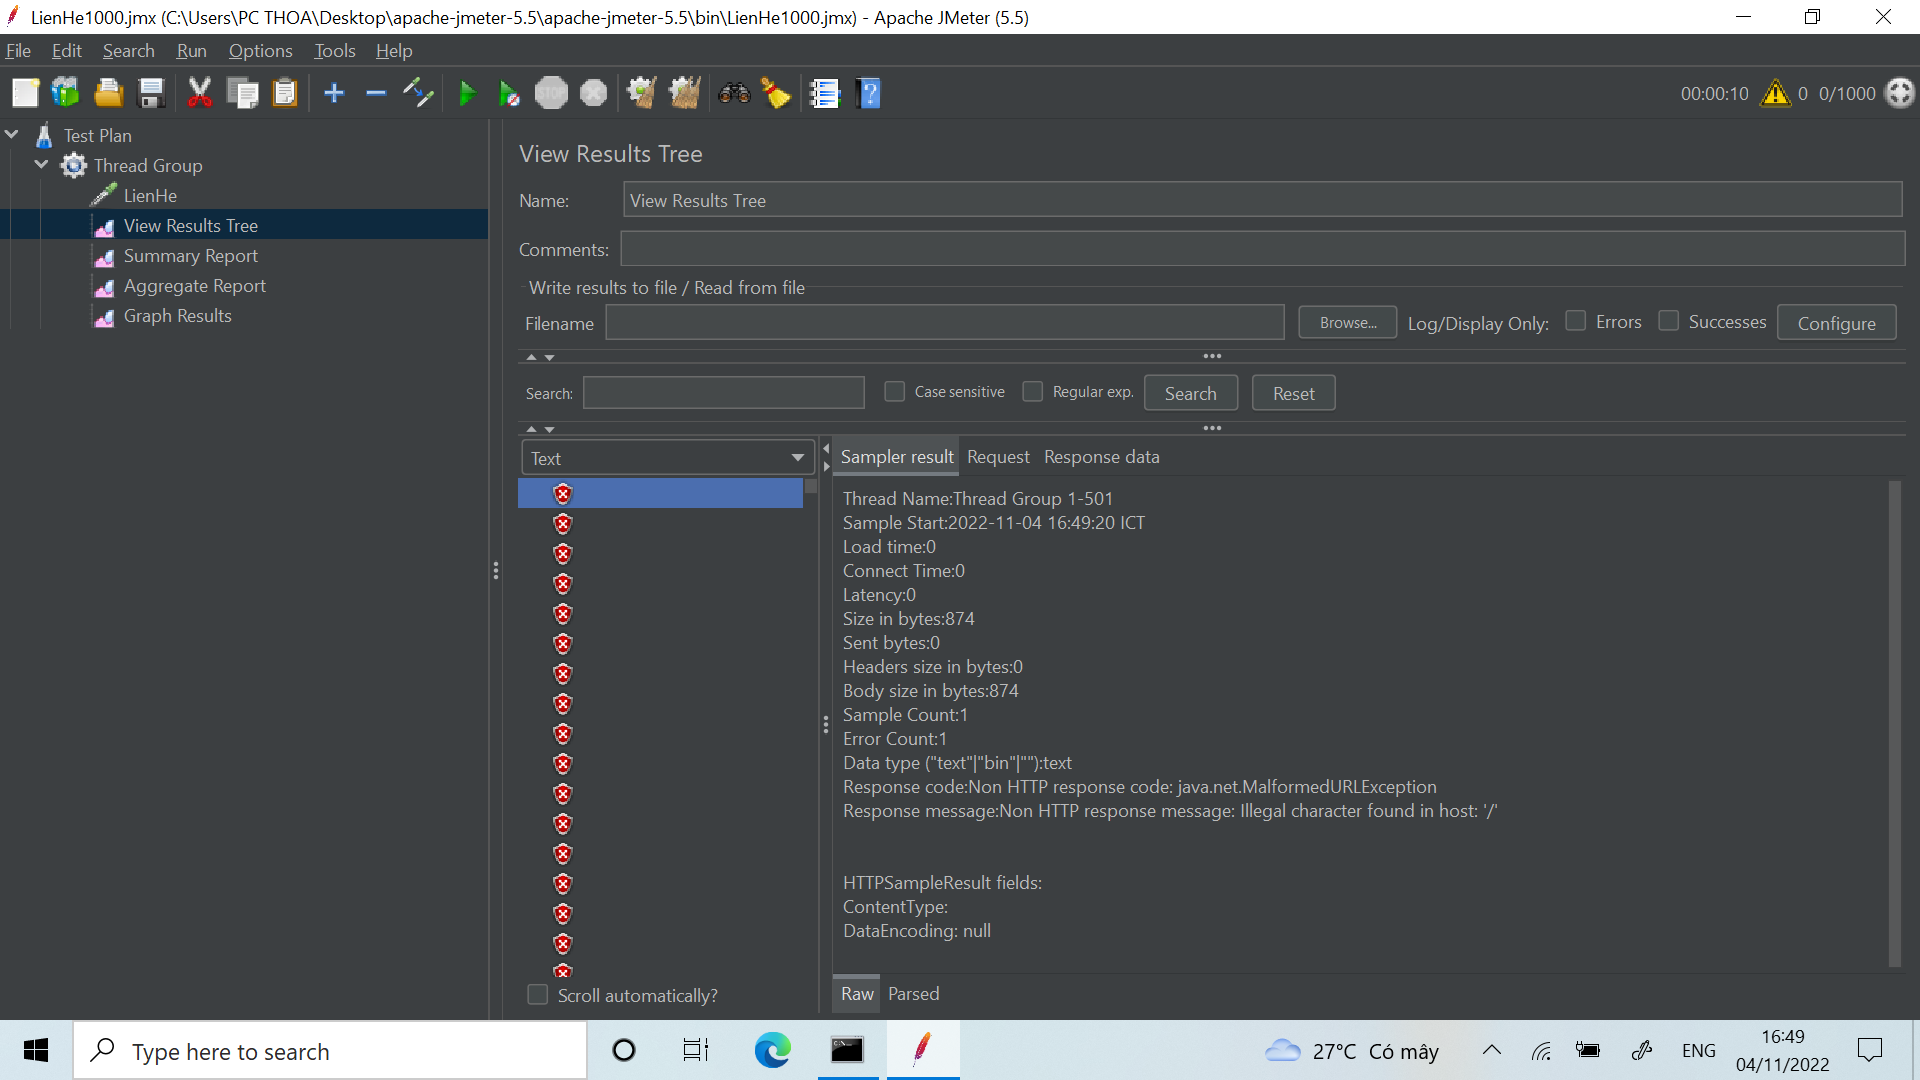 LienHe1000.jmx (C:\Users\PC THOA\Desktop\apache-jmeter-5.5\apache-jmeter-5.5\bin\LienHe1000.jmx) - Apache JMeter (5.5)
File Edit Search Run Options Tools Help
STOP
00:00:10 0 0/1000
Test Plan
Thread Group
LienHe
View Results Tree
Summary Report
Aggregate Report
Graph Results
View Results Tree
Name: View Results Tree
Comments:
Write results to file / Read from file
Filename Browse... Log/Display Only: Errors Successes Configure
Search: Case sensitive Regular exp. Search Reset
Text
Sampler result Request Response data
Thread Name:Thread Group 1-501
Sample Start:2022-11-04 16:49:20 ICT
Load time:0
Connect Time:0
Latency:0
Size in bytes:874
Sent bytes:0
Headers size in bytes:0
Body size in bytes:874
Sample Count:1
Error Count:1
Data type ("text"|"bin"|""):text
Response code:Non HTTP response code: java.net.MalformedURLException
Response message:Non HTTP response message: Illegal character found in host: '/'
HTTPSampleResult fields:
ContentType:
DataEncoding: null
Scroll automatically?
Raw Parsed
Type here to search
27°C Có mây
ENG
16:49
04/11/2022